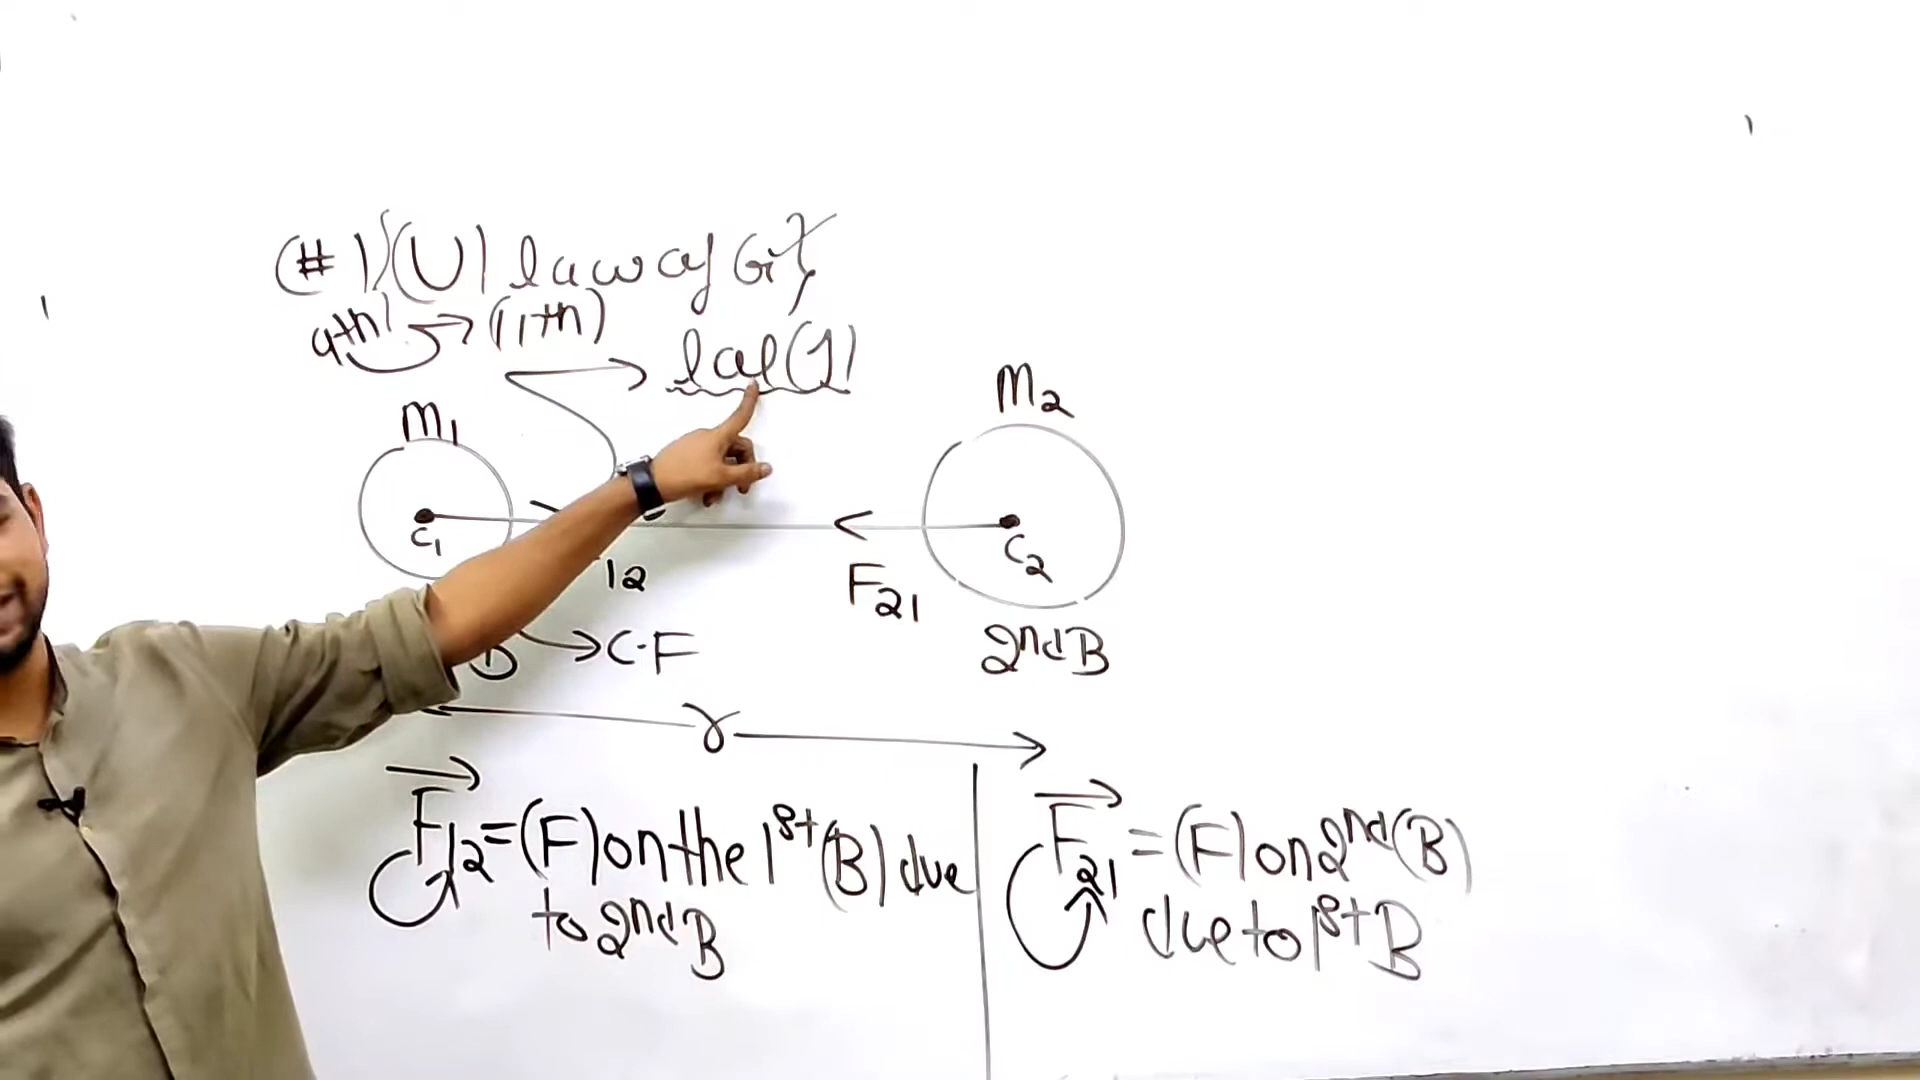 (#1) (U) law of G}
9th → (11th)
lal(1)
M1
M2
C1
C2
12
F21
C-F
2nd B
r
F12 = (F) on the 1st (B) due
to 2nd B
F21 = (F) on 2nd (B)
due to 1st B